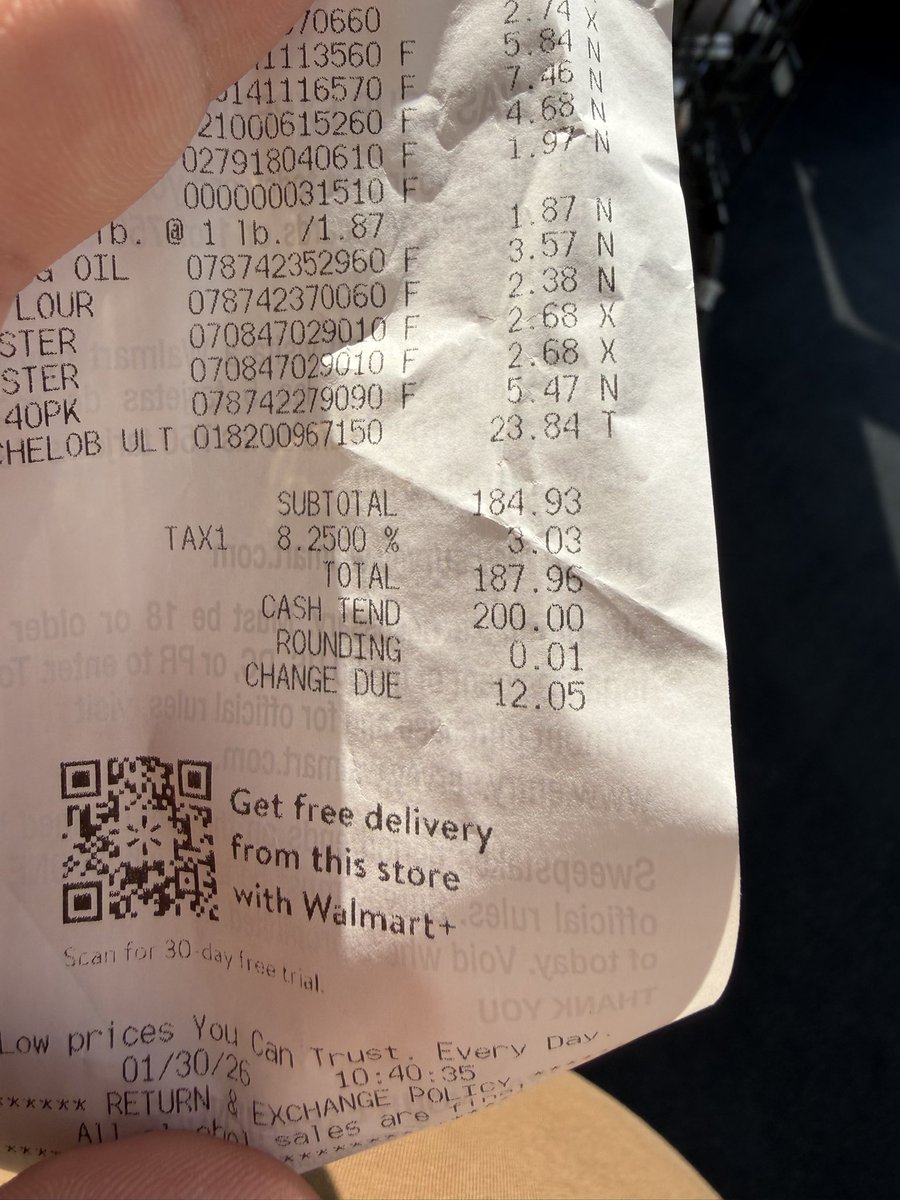 70660 2.74 X
1113560 F 5.84 N
141116570 F 7.46 N
21000615260 F 4.68 N
027918040610 F 1.97 N
000000031510 F
lb. @ 1 lb. /1.87 1.87 N
G OIL 078742352960 F 3.57 N
LOUR 078742370060 F 2.38 N
STER 070847029010 F 2.68 X
STER 070847029010 F 2.68 X
40PK 078742279090 F 5.47 N
CHELOB ULT 018200967150 23.84 T
SUBTOTAL 184.93
TAX1 8.2500 % 3.03
TOTAL 187.96
CASH TEND 200.00
ROUNDING 0.01
CHANGE DUE 12.05
Get free delivery
from this store
with Walmart+
Scan for 30-day free trial.
Low prices You Can Trust. Every Day.
01/30/26 10:40:35
****** RETURN & EXCHANGE POLICY
All alcohol sales are